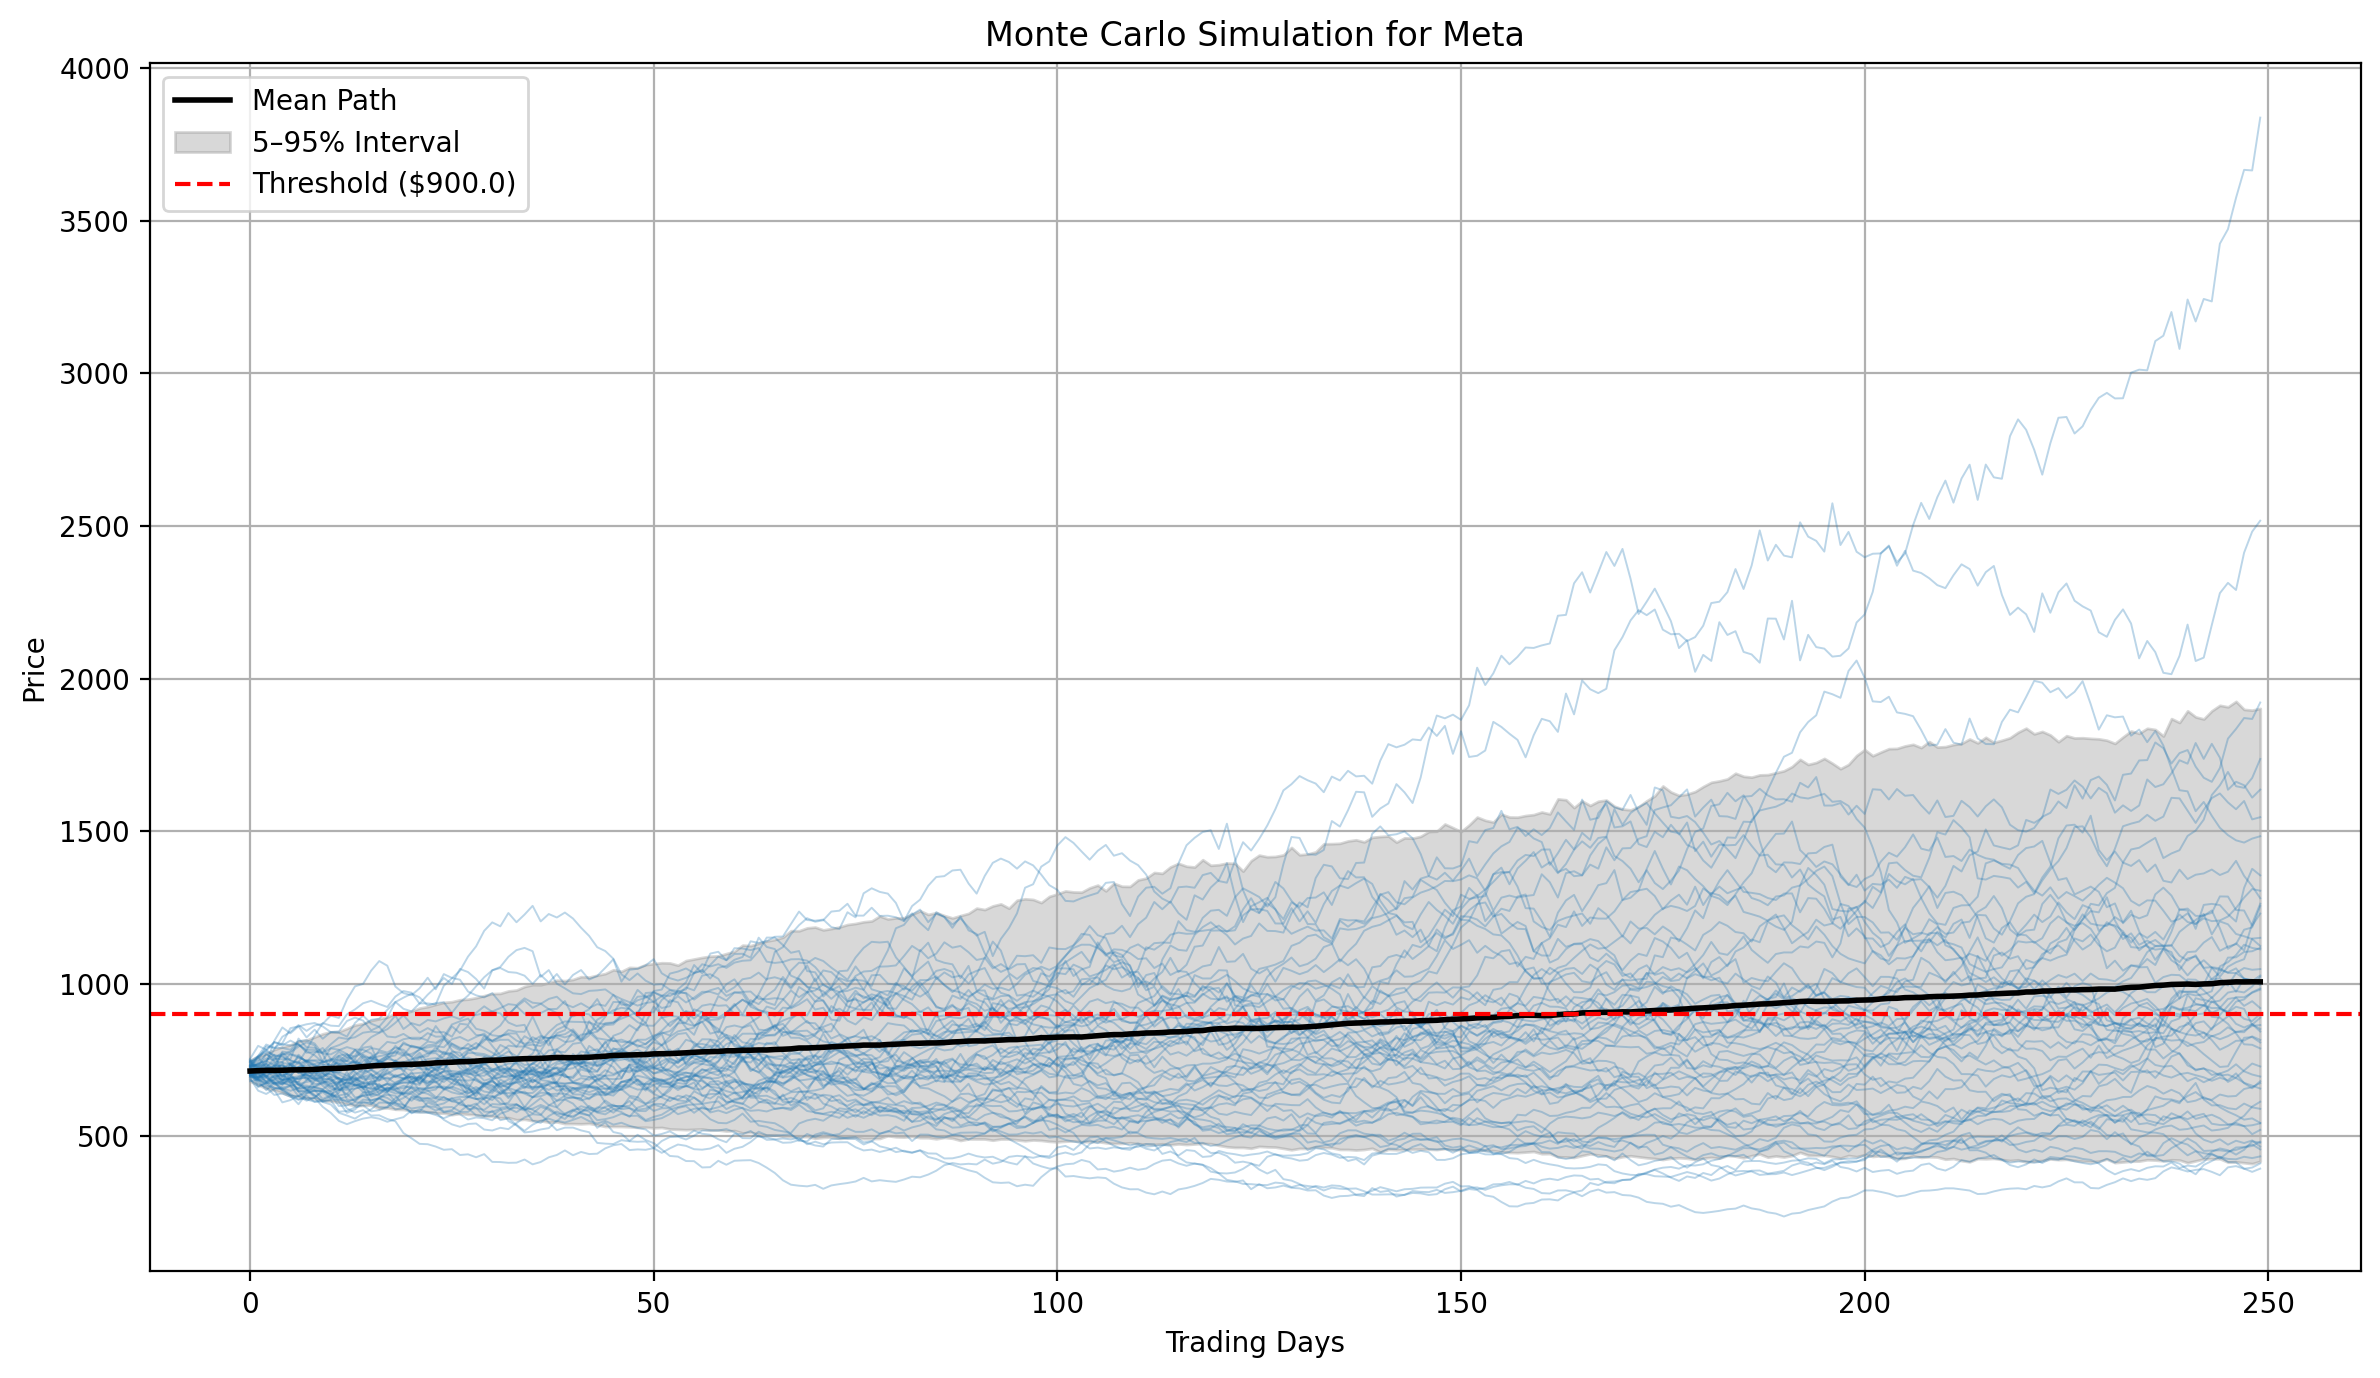 Monte Carlo Simulation for Meta
Mean Path
5–95% Interval
Threshold ($900.0)
Price
4000
3500
3000
2500
2000
1500
1000
500
0 50 100 150 200 250
Trading Days